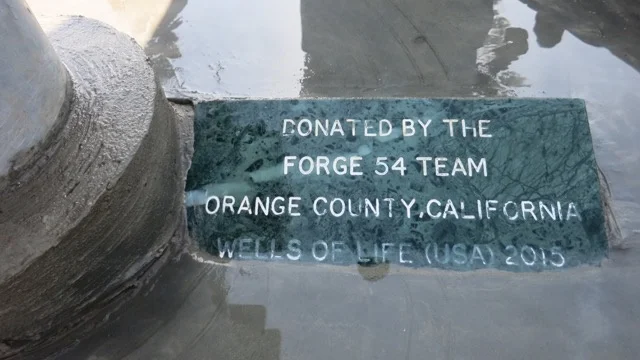 DONATED BY THE
FORGE 54 TEAM
ORANGE COUNTY, CALIFORNIA
WELLS OF LIFE (USA) 2015